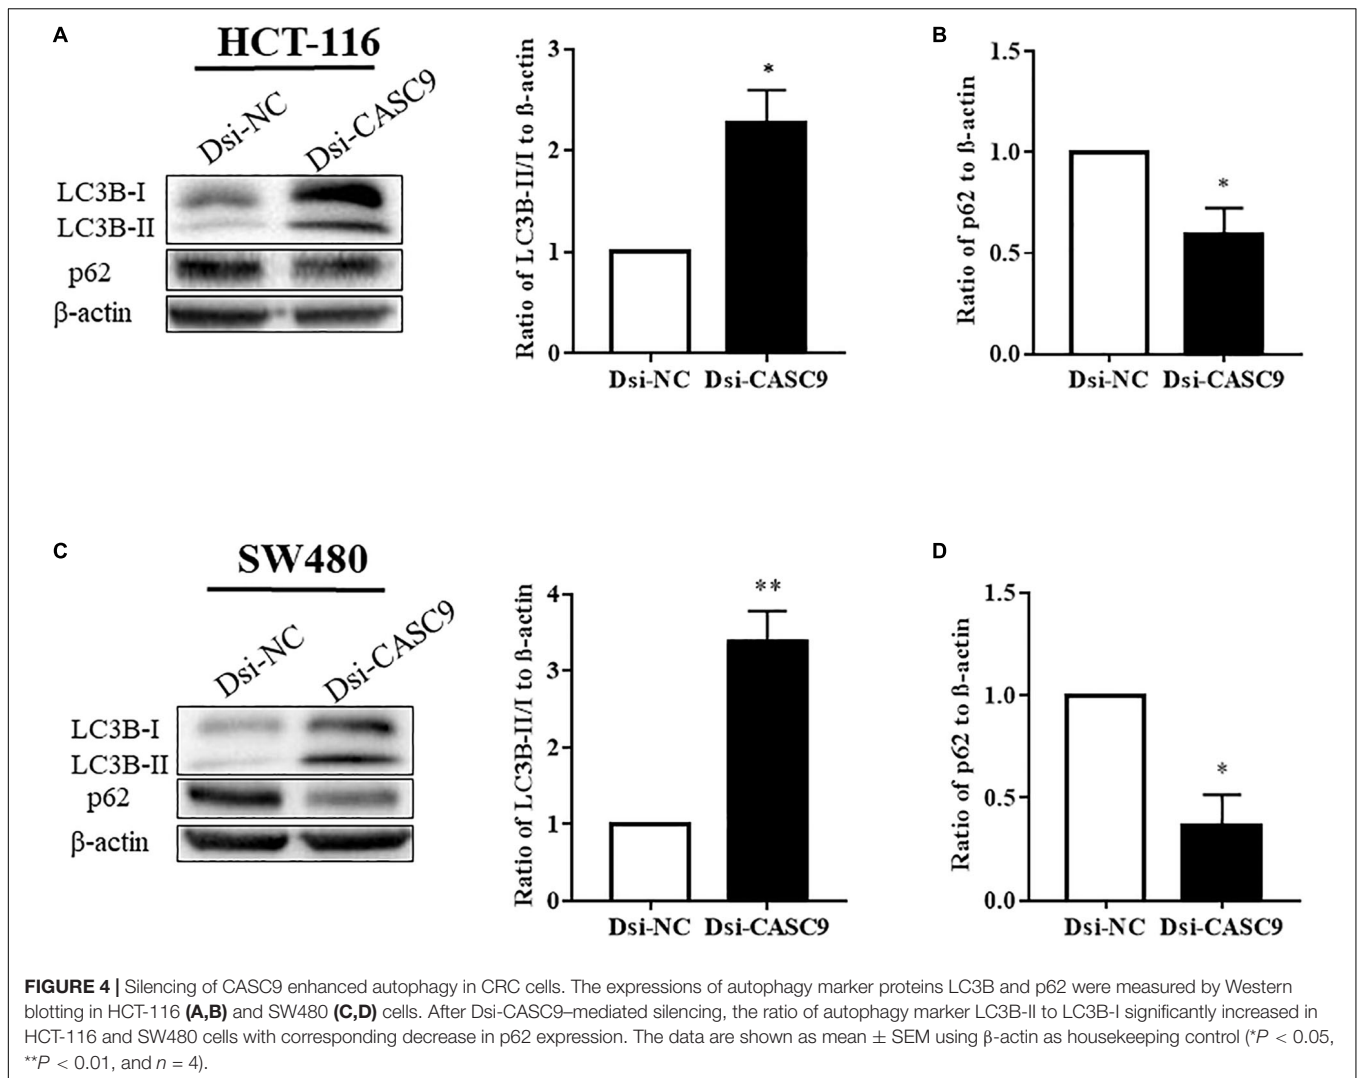 A
HCT-116
Dsi-NC
Dsi-CASC9
LC3B-I
LC3B-II
p62
β-actin
Ratio of LC3B-II/I to ß-actin
3
2
1
0
*
Dsi-NC
Dsi-CASC9
B
Ratio of p62 to ß-actin
1.5
1.0
0.5
0.0
*
Dsi-NC
Dsi-CASC9
C
SW480
Dsi-NC
Dsi-CASC9
LC3B-I
LC3B-II
p62
β-actin
Ratio of LC3B-II/I to ß-actin
4
3
2
1
0
**
Dsi-NC
Dsi-CASC9
D
Ratio of p62 to ß-actin
1.5
1.0
0.5
0.0
*
Dsi-NC
Dsi-CASC9
FIGURE 4 | Silencing of CASC9 enhanced autophagy in CRC cells. The expressions of autophagy marker proteins LC3B and p62 were measured by Western
blotting in HCT-116 (A,B) and SW480 (C,D) cells. After Dsi-CASC9–mediated silencing, the ratio of autophagy marker LC3B-II to LC3B-I significantly increased in
HCT-116 and SW480 cells with corresponding decrease in p62 expression. The data are shown as mean ± SEM using β-actin as housekeeping control (*P < 0.05,
**P < 0.01, and n = 4).